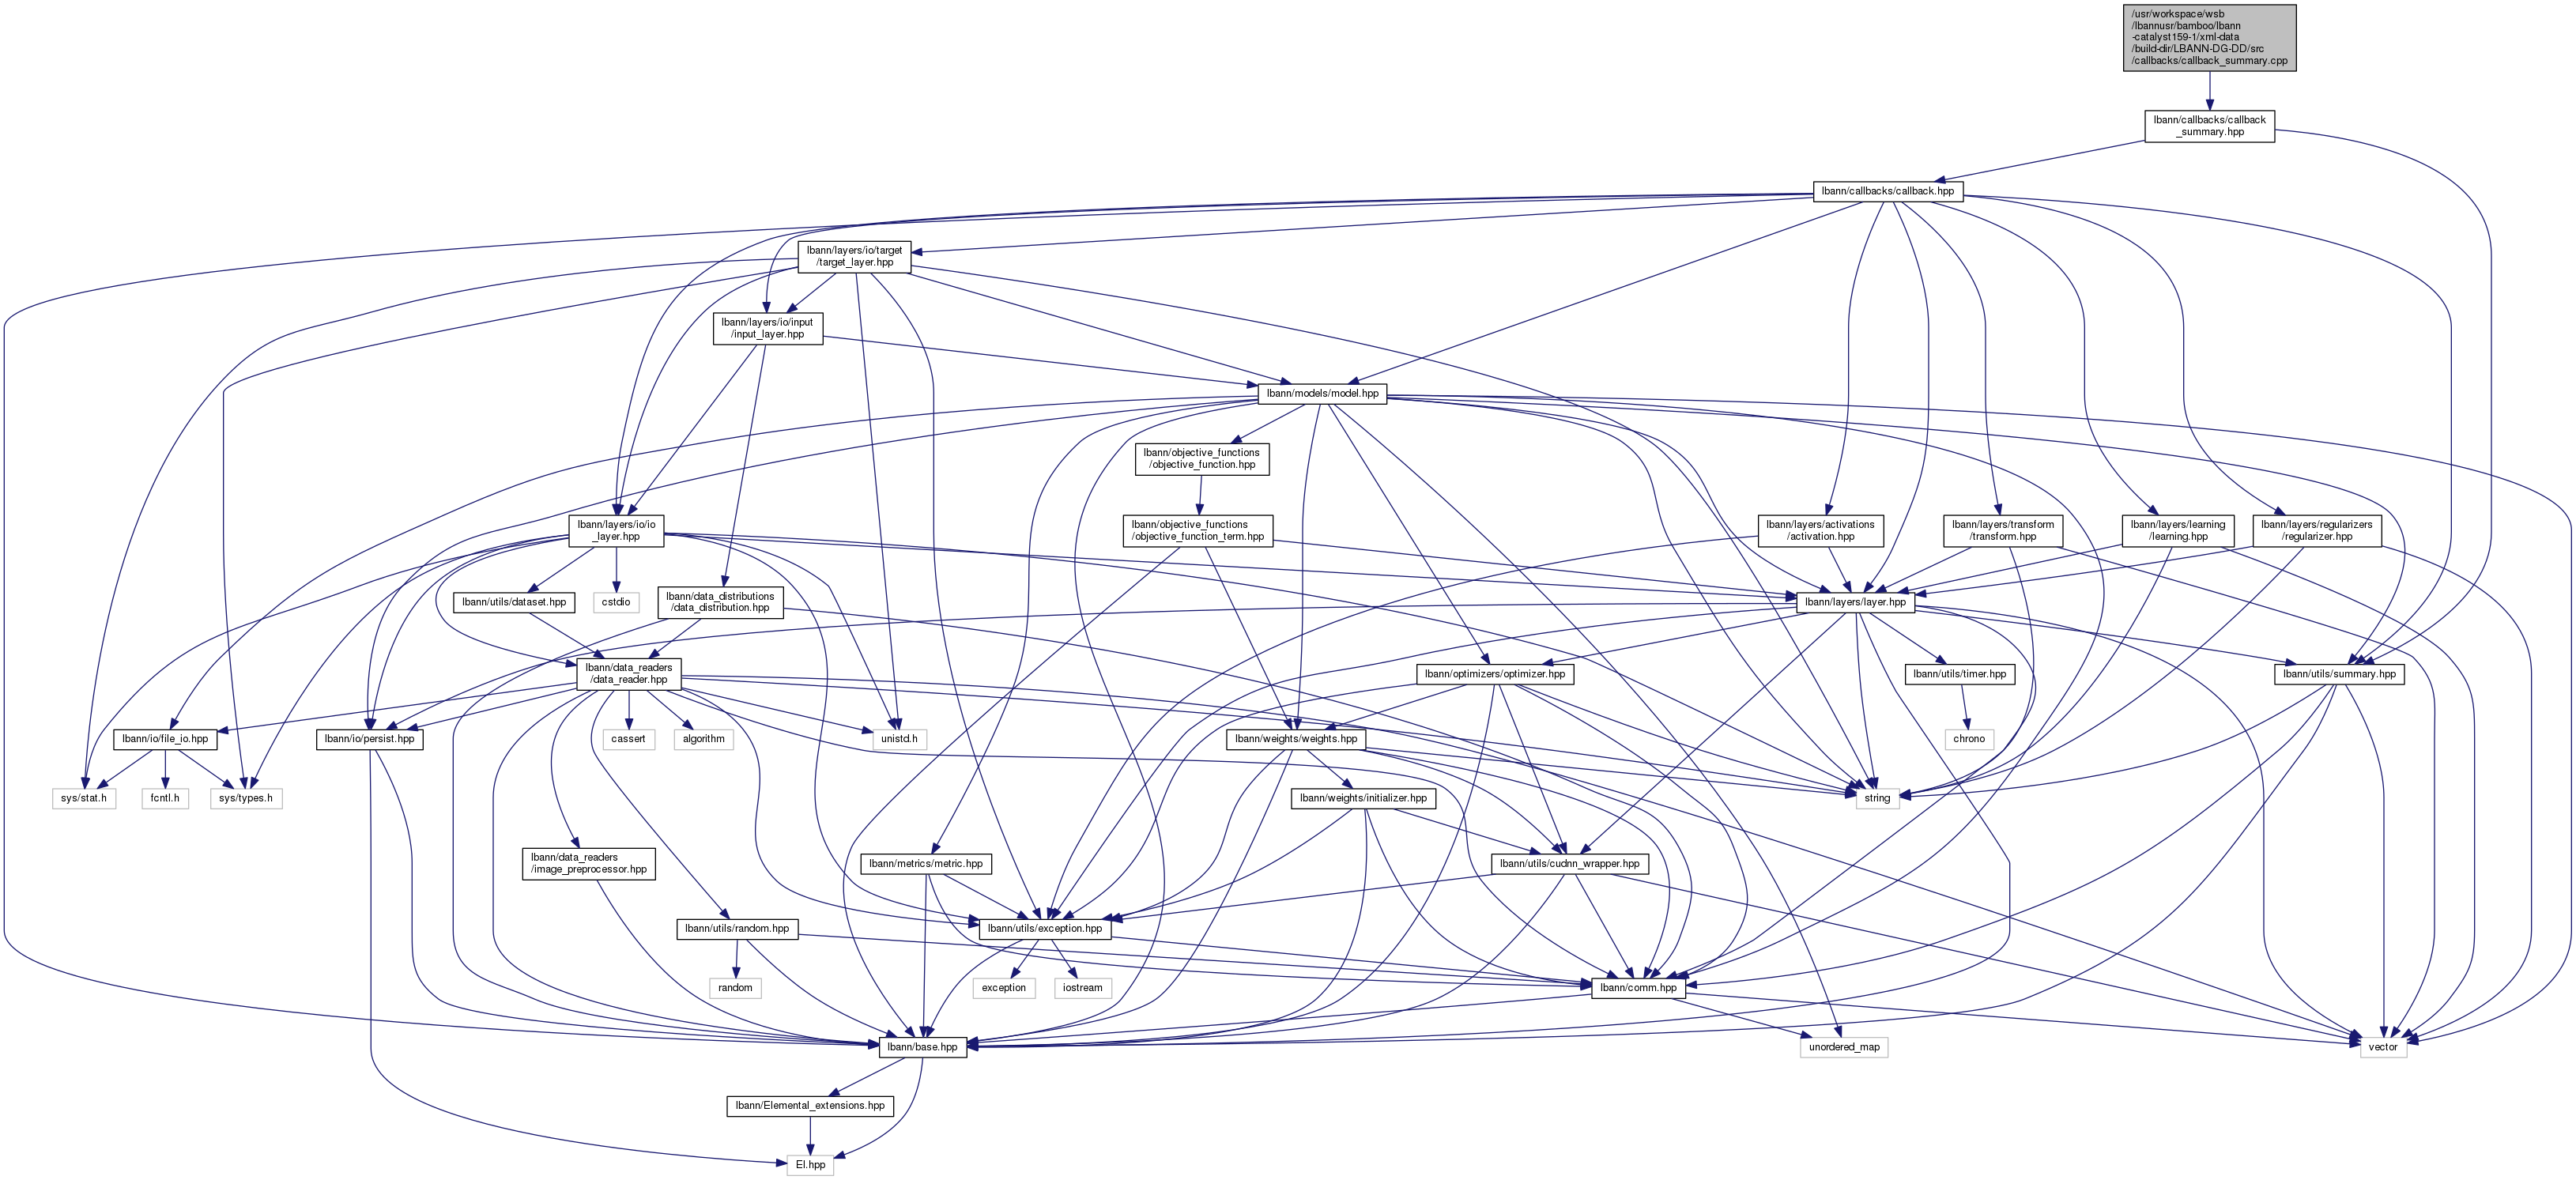 /usr/workspace/wsb
/lbannusr/bamboo/lbann
-catalyst159-1/xml-data
/build-dir/LBANN-DG-DD/src
/callbacks/callback_summary.cpp
lbann/callbacks/callback
_summary.hpp
lbann/callbacks/callback.hpp
lbann/layers/io/target
/target_layer.hpp
lbann/layers/io/input
/input_layer.hpp
lbann/models/model.hpp
lbann/objective_functions
/objective_function.hpp
lbann/layers/io/io
_layer.hpp
lbann/objective_functions
/objective_function_term.hpp
lbann/layers/activations
/activation.hpp
lbann/layers/transform
/transform.hpp
lbann/layers/learning
/learning.hpp
lbann/layers/regularizers
/regularizer.hpp
lbann/utils/dataset.hpp
cstdio
lbann/data_distributions
/data_distribution.hpp
lbann/layers/layer.hpp
lbann/data_readers
/data_reader.hpp
lbann/optimizers/optimizer.hpp
lbann/utils/timer.hpp
lbann/utils/summary.hpp
lbann/io/file_io.hpp
lbann/io/persist.hpp
cassert
algorithm
unistd.h
lbann/weights/weights.hpp
chrono
sys/stat.h
fcntl.h
sys/types.h
lbann/weights/initializer.hpp
string
lbann/data_readers
/image_preprocessor.hpp
lbann/metrics/metric.hpp
lbann/utils/cudnn_wrapper.hpp
lbann/utils/random.hpp
lbann/utils/exception.hpp
random
exception
iostream
lbann/comm.hpp
lbann/base.hpp
unordered_map
vector
lbann/Elemental_extensions.hpp
El.hpp